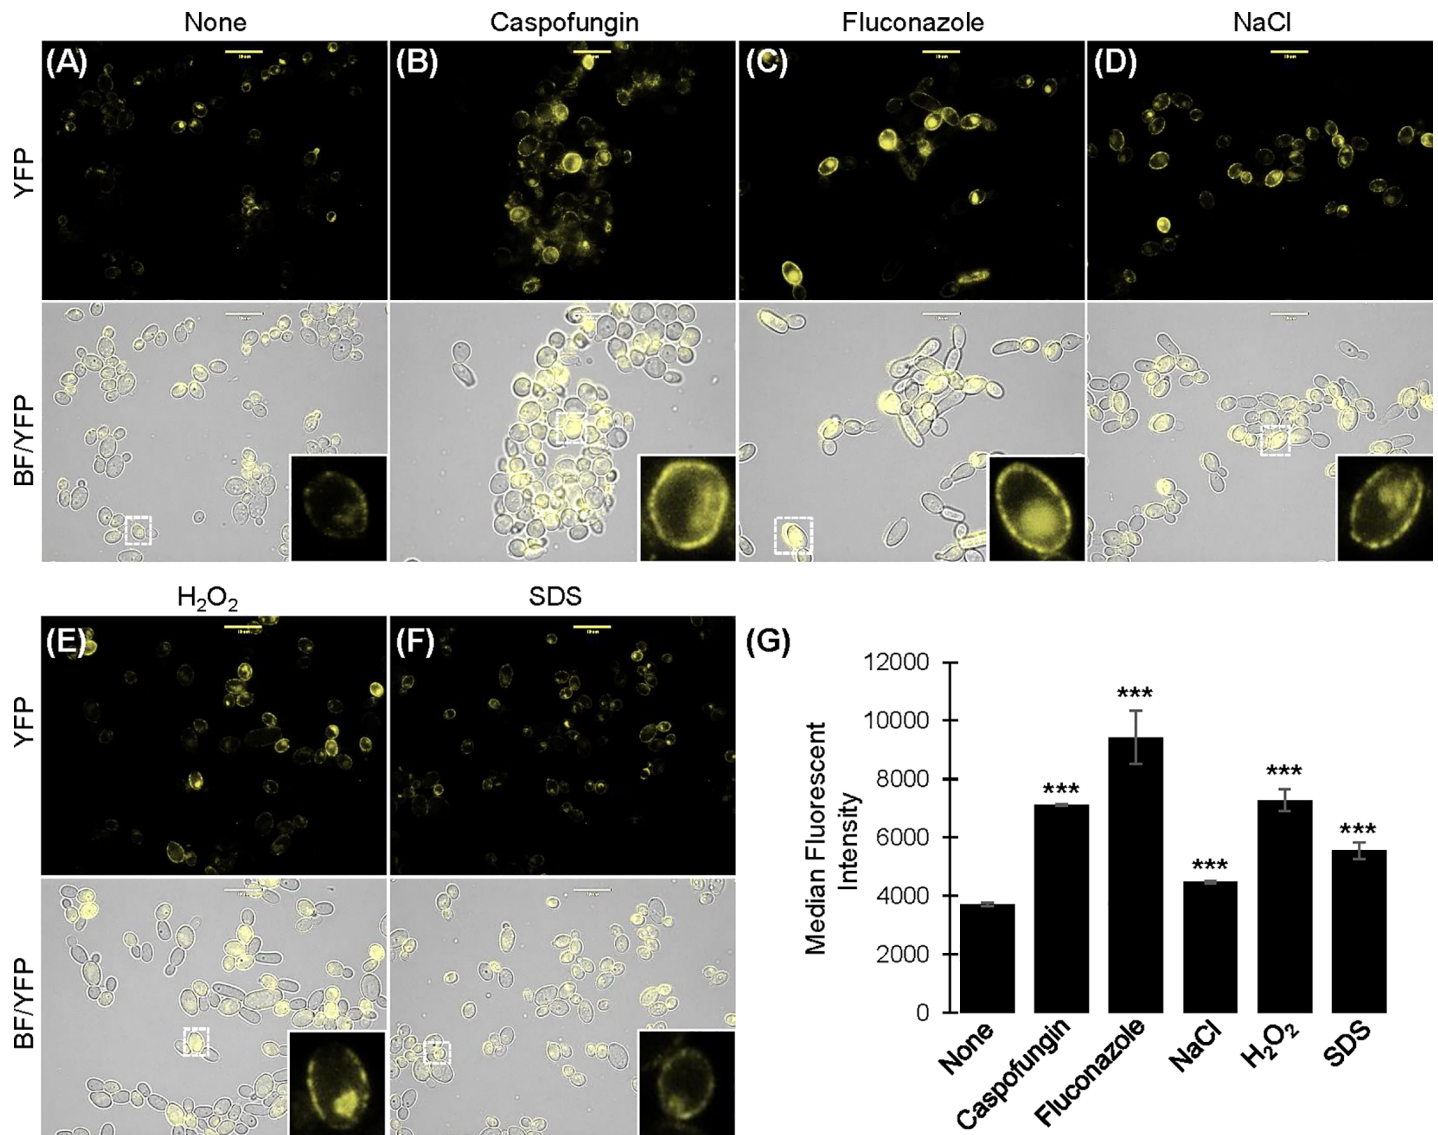 None Caspofungin Fluconazole NaCl
(A) (B) (C) (D)
YFP
BF/YFP
H₂O₂ SDS
(E) (F) (G)
YFP
BF/YFP
Median Fluorescent
Intensity
12000
10000
8000
6000
4000
2000
0
*** *** *** *** ***
None Caspofungin Fluconazole NaCl H₂O₂ SDS